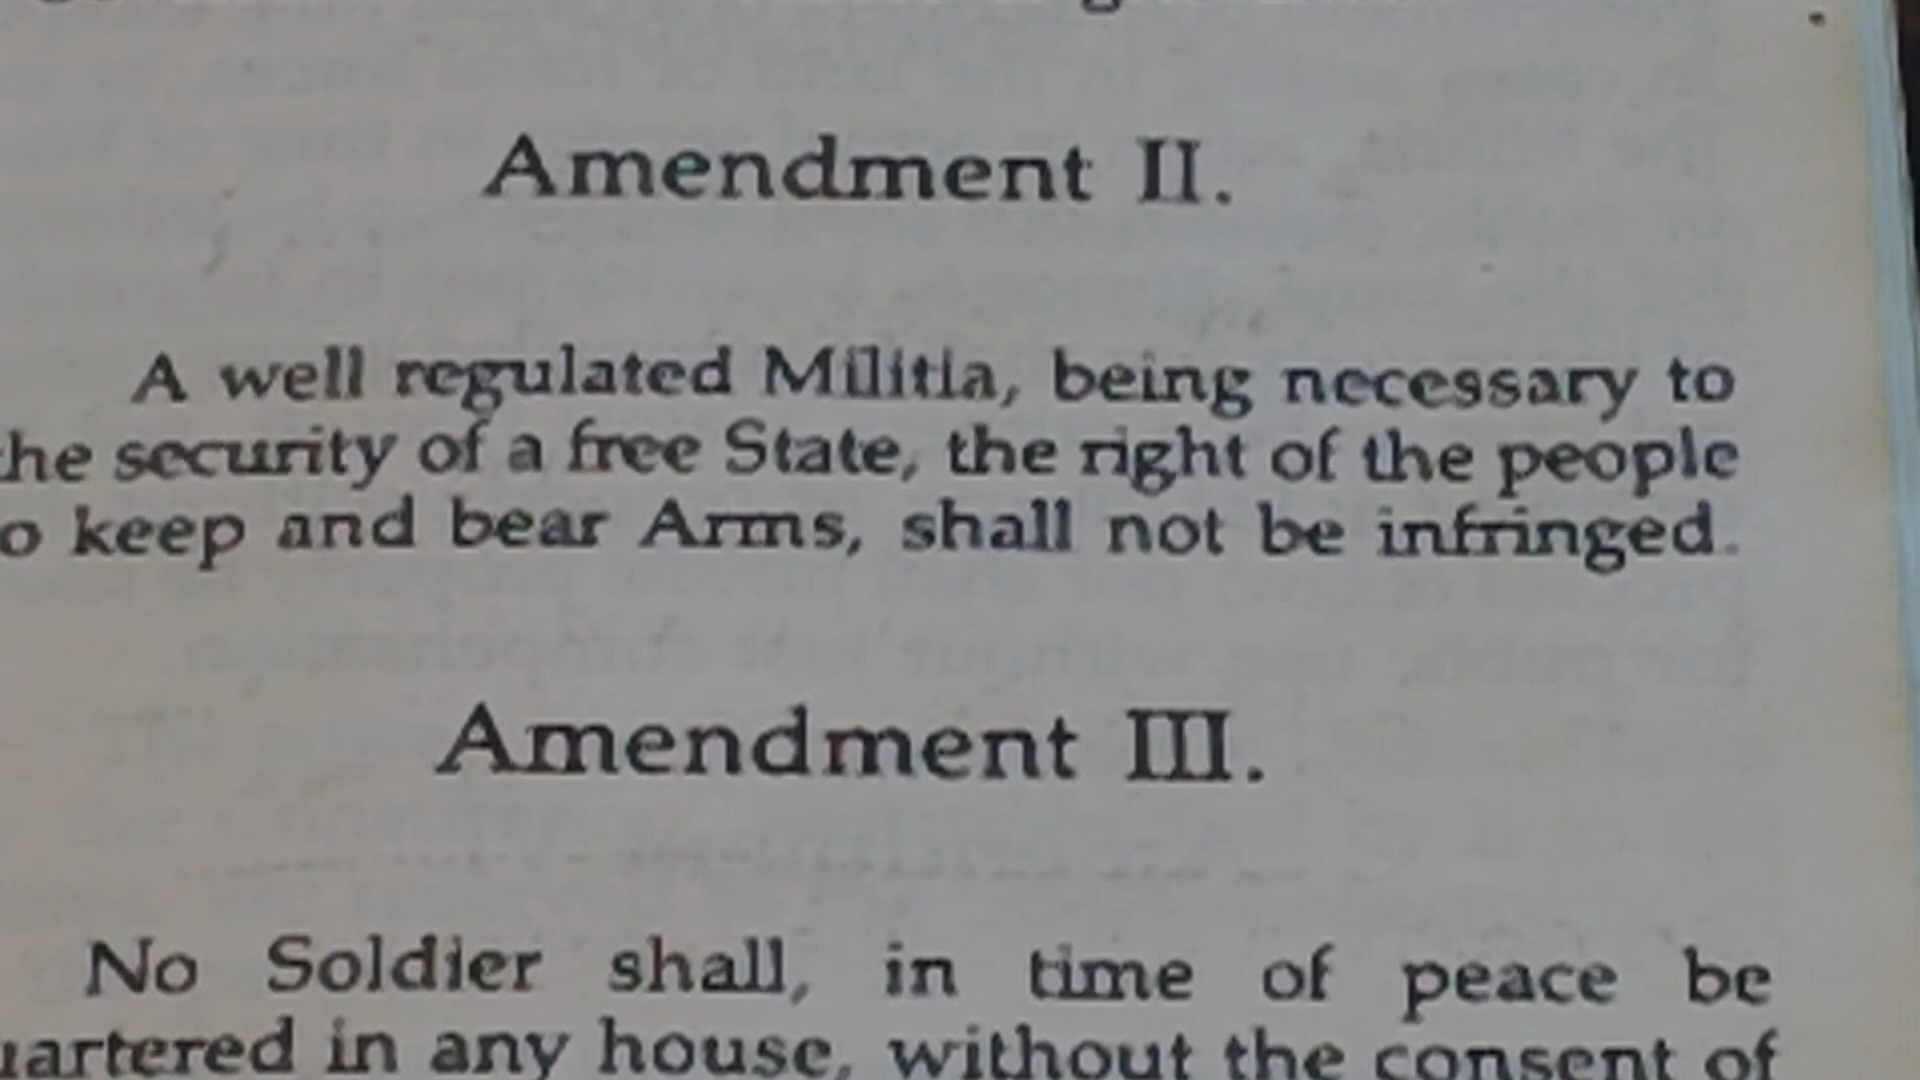 Amendment II.
A well regulated Militia, being necessary to
the security of a free State, the right of the people
o keep and bear Arms, shall not be infringed.
Amendment III.
No Soldier shall, in time of peace be
uartered in any house, without the consent of